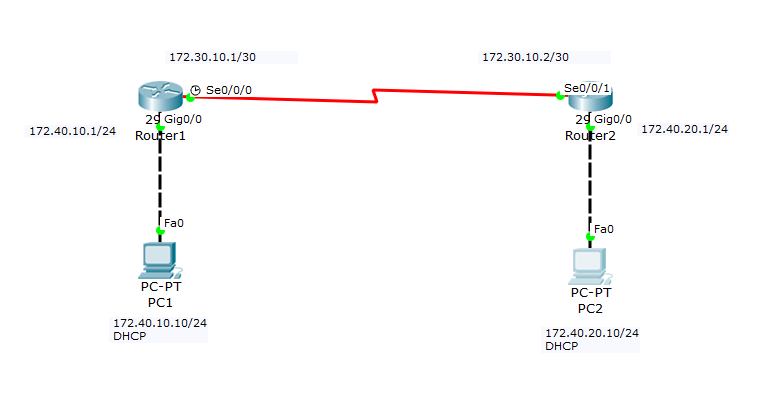 172.30.10.1/30
172.30.10.2/30
Se0/0/0
Se0/0/1
29 Gig0/0
Router1
172.40.10.1/24
29 Gig0/0
Router2
172.40.20.1/24
Fa0
PC-PT
PC1
172.40.10.10/24
DHCP
Fa0
PC-PT
PC2
172.40.20.10/24
DHCP